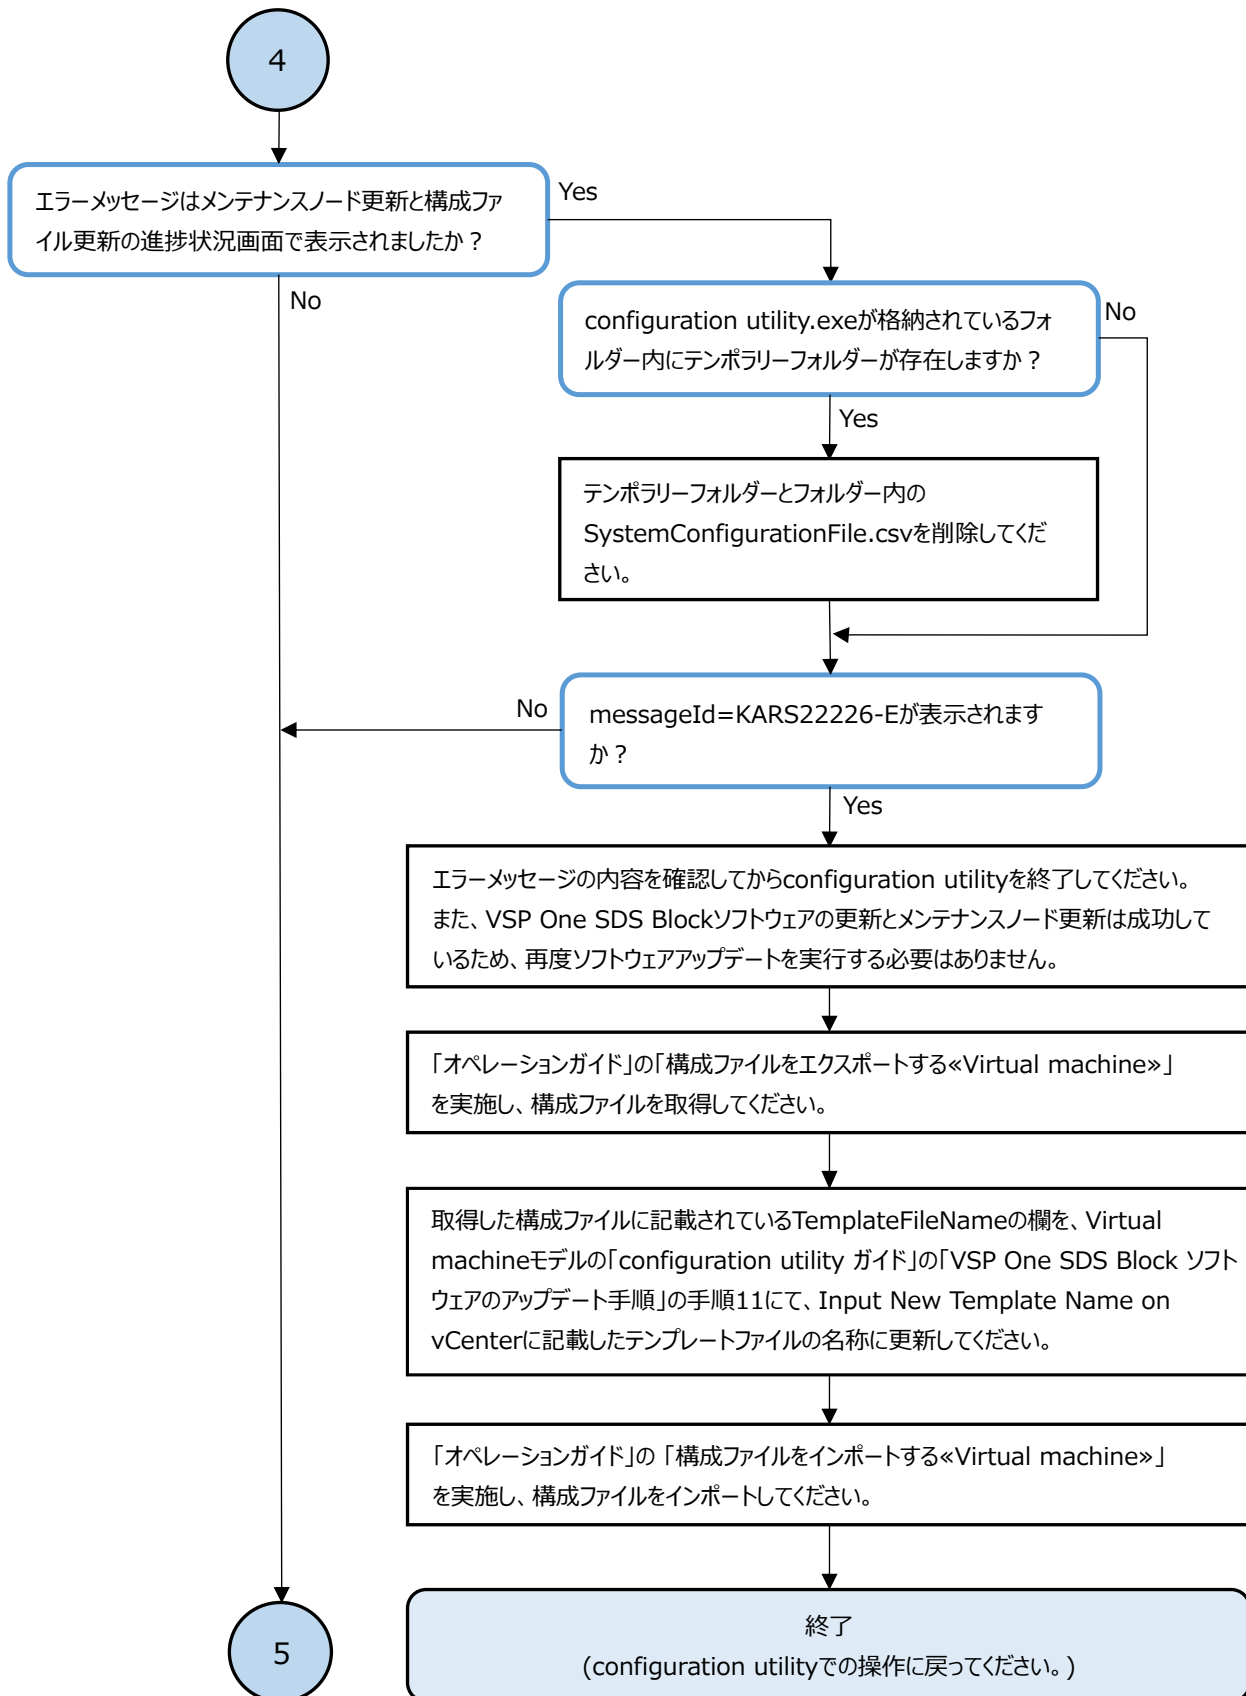 4
エラーメッセージはメンテナンスノード更新と構成ファ
イル更新の進捗状況画面で表示されましたか？
Yes
No
configuration utility.exeが格納されているフォ
ルダー内にテンポラリーフォルダーが存在しますか？
No
Yes
テンポラリーフォルダーとフォルダー内の
SystemConfigurationFile.csvを削除してくだ
さい。
No
messageId=KARS22226-Eが表示されます
か？
Yes
エラーメッセージの内容を確認してからconfiguration utilityを終了してください。
また、VSP One SDS Blockソフトウェアの更新とメンテナンスノード更新は成功して
いるため、再度ソフトウェアアップデートを実行する必要はありません。
「オペレーションガイド」の「構成ファイルをエクスポートする«Virtual machine»」
を実施し、構成ファイルを取得してください。
取得した構成ファイルに記載されているTemplateFileNameの欄を、Virtual
machineモデルの「configuration utility ガイド」の「VSP One SDS Block ソフト
ウェアのアップデート手順」の手順11にて、Input New Template Name on
vCenterに記載したテンプレートファイルの名称に更新してください。
「オペレーションガイド」の 「構成ファイルをインポートする«Virtual machine»」
を実施し、構成ファイルをインポートしてください。
5
終了
(configuration utilityでの操作に戻ってください。)